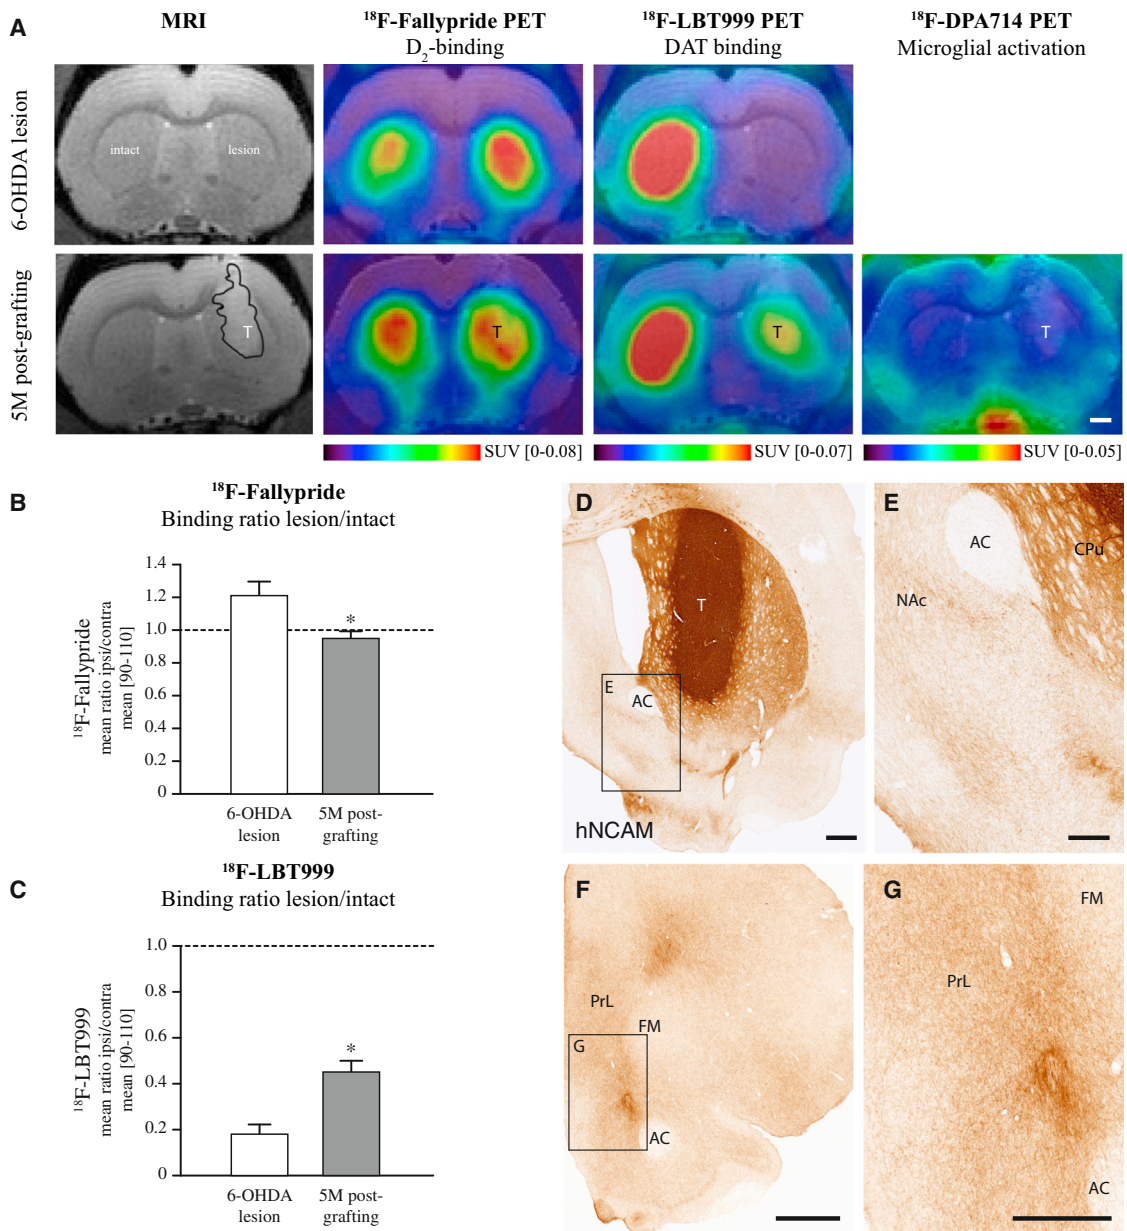 A
MRI
¹⁸F-Fallypride PET
D₂-binding
¹⁸F-LBT999 PET
DAT binding
¹⁸F-DPA714 PET
Microglial activation
6-OHDA lesion
intact
lesion
5M post-grafting
T
T
T
T
SUV [0-0.08]
SUV [0-0.07]
SUV [0-0.05]
B
¹⁸F-Fallypride
Binding ratio lesion/intact
¹⁸F-Fallypride
mean ratio ipsi/contra
mean [90-110]
1.4
1.2
1.0
0.8
0.6
0.4
0.2
0
*
6-OHDA
lesion
5M post-
grafting
C
¹⁸F-LBT999
Binding ratio lesion/intact
¹⁸F-LBT999
mean ratio ipsi/contra
mean [90-110]
1.0
0.8
0.6
0.4
0.2
0
*
6-OHDA
lesion
5M post-
grafting
D
T
E
AC
hNCAM
E
AC
CPu
NAc
F
PrL
FM
G
AC
G
FM
PrL
AC